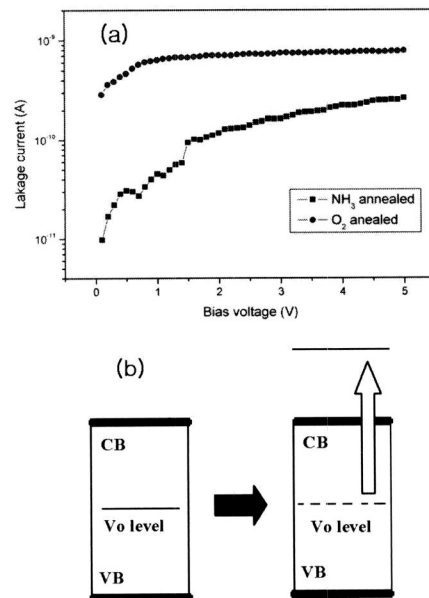 (a)
10⁻⁹
10⁻¹⁰
10⁻¹¹
Lakage current (A)
NH₃ annealed
O₂ anealed
0 1 2 3 4 5
Bias voltage (V)
(b)
CB CB
Vo level Vo level
VB VB